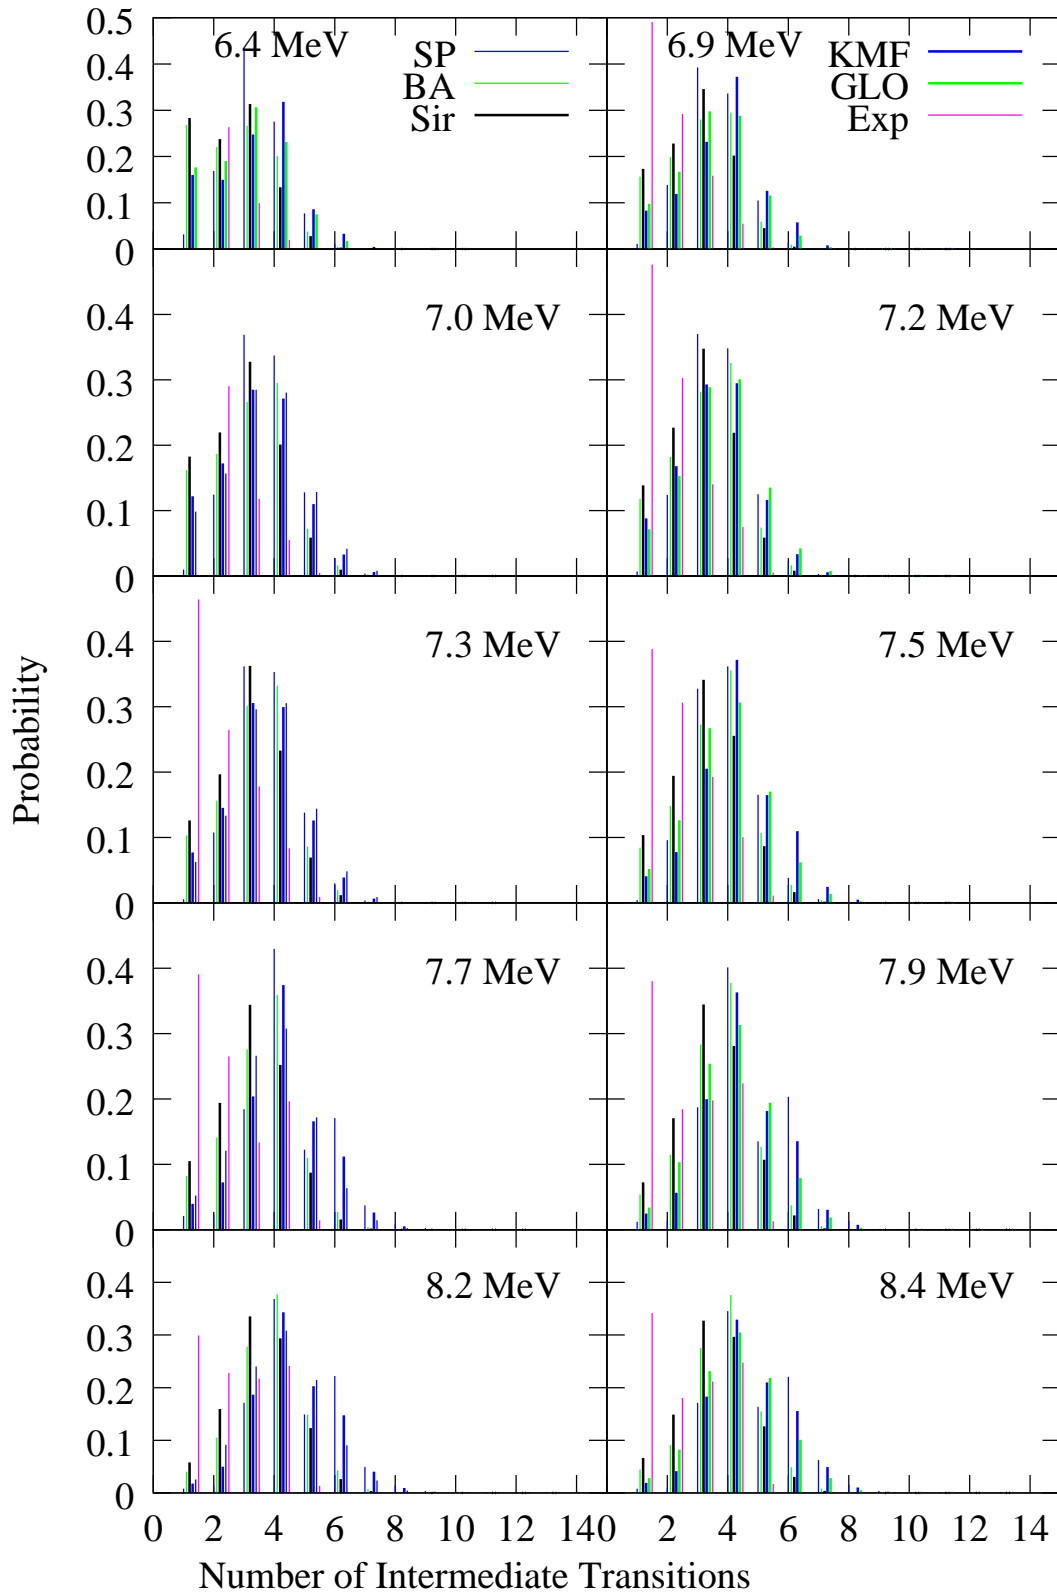 0.5 6.4 MeV SP 6.9 MeV KMF
0.4 BA GLO
0.3 Sir Exp
0.2
0.1
0
7.0 MeV 7.2 MeV
0.4
0.3
0.2
0.1
0
7.3 MeV 7.5 MeV
0.4
0.3
0.2
0.1
0
7.7 MeV 7.9 MeV
0.4
0.3
0.2
0.1
0
8.2 MeV 8.4 MeV
0.4
0.3
0.2
0.1
0
Probability
0 2 4 6 8 10 12 14 0 2 4 6 8 10 12 14
Number of Intermediate Transitions